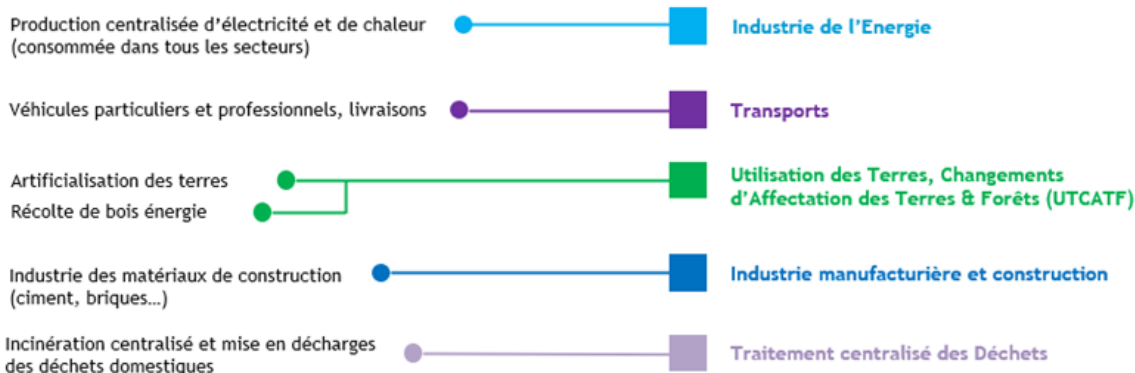 Production centralisée d'électricité et de chaleur
(consommée dans tous les secteurs)
Industrie de l'Energie
Véhicules particuliers et professionnels, livraisons
Transports
Artificialisation des terres
Récolte de bois énergie
Utilisation des Terres, Changements
d'Affectation des Terres & Forêts (UTCATF)
Industrie des matériaux de construction
(ciment, briques...)
Industrie manufacturière et construction
Incinération centralisé et mise en décharges
des déchets domestiques
Traitement centralisé des Déchets